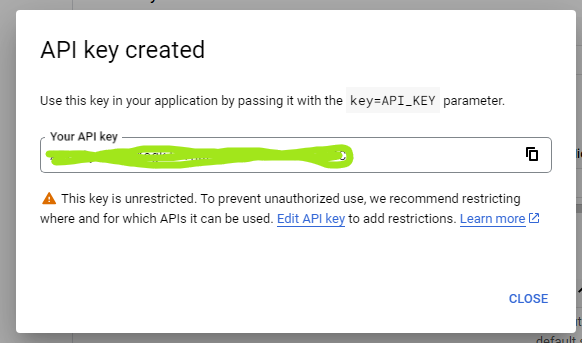 API key created
Use this key in your application by passing it with the key=API_KEY parameter.
Your API key
This key is unrestricted. To prevent unauthorized use, we recommend restricting
where and for which APIs it can be used. Edit API key to add restrictions. Learn more
CLOSE